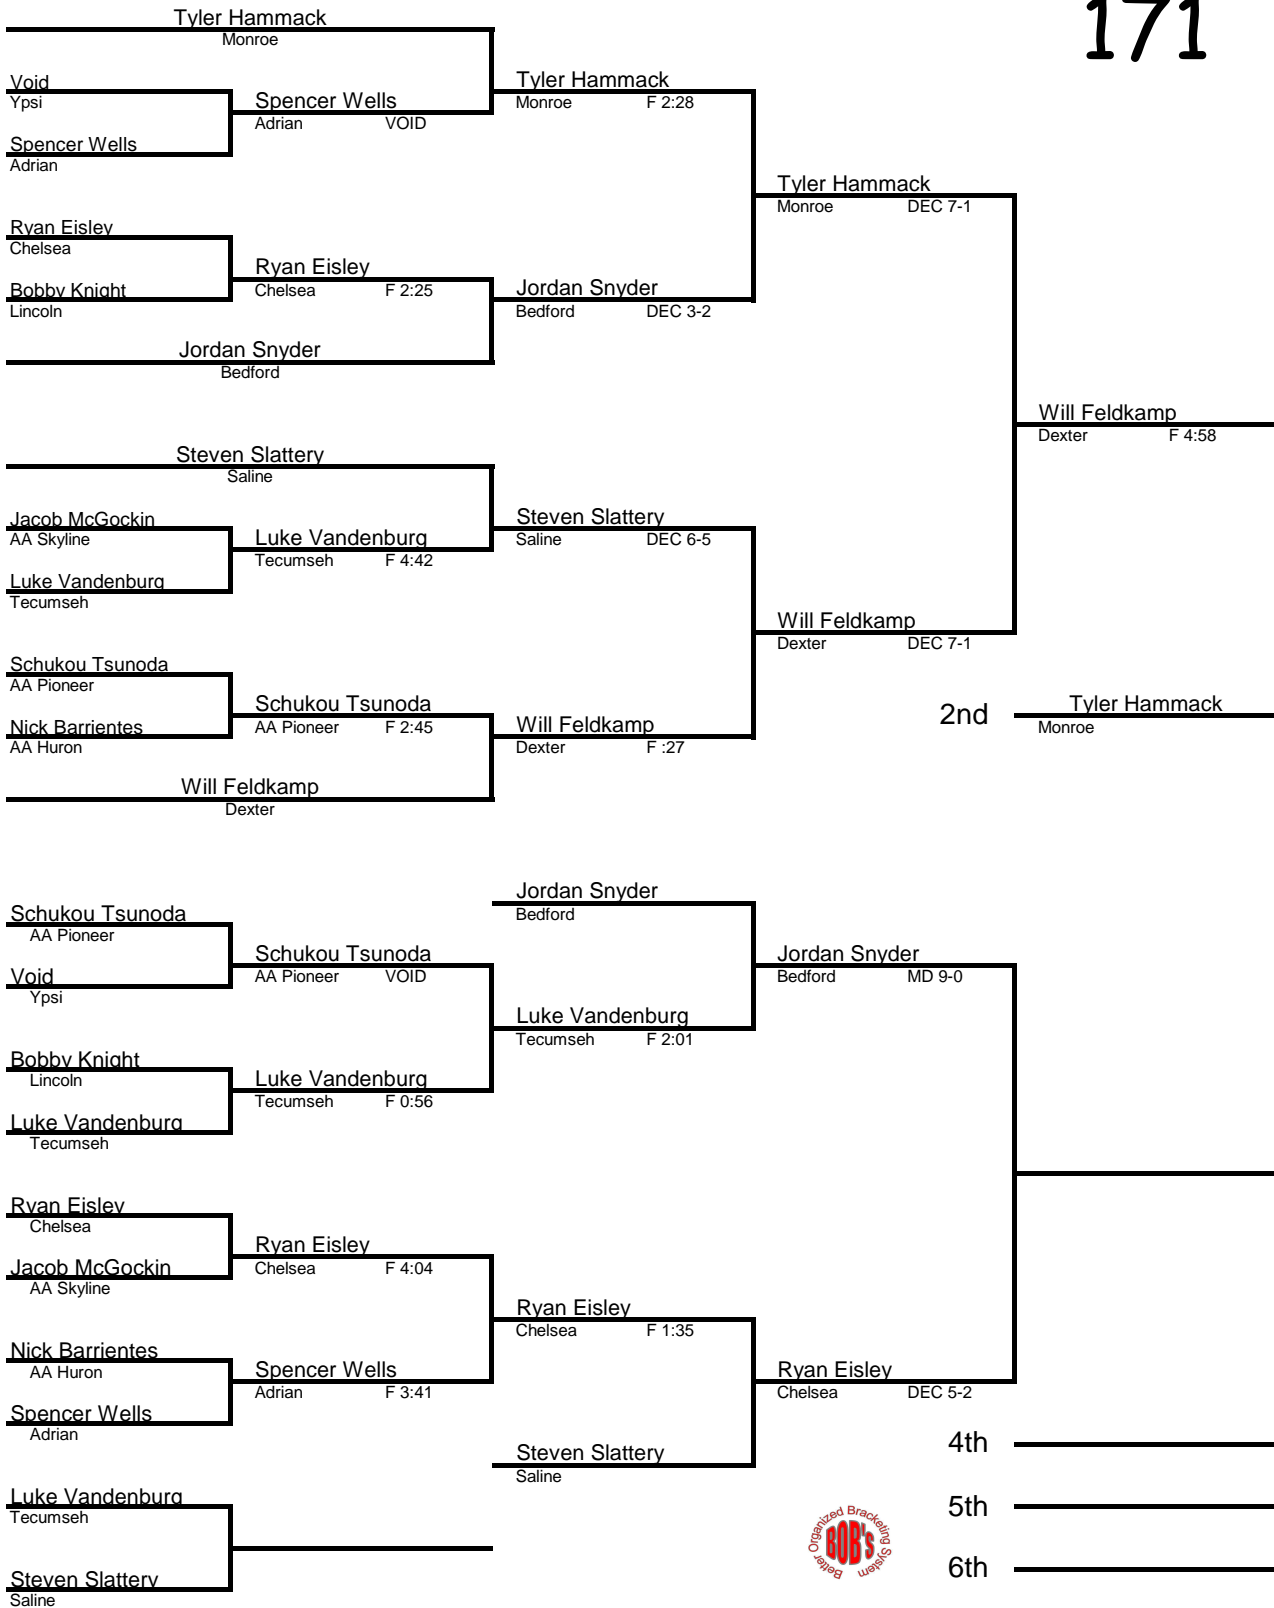 171
Tyler Hammack
Monroe
Void
Ypsi
Spencer Wells
Adrian
Spencer Wells
Adrian VOID
Tyler Hammack
Monroe F 2:28
Ryan Eisley
Chelsea
Bobby Knight
Lincoln
Ryan Eisley
Chelsea F 2:25
Jordan Snyder
Bedford
Jordan Snyder
Bedford DEC 3-2
Tyler Hammack
Monroe DEC 7-1
Steven Slattery
Saline
Jacob McGockin
AA Skyline
Luke Vandenburg
Tecumseh
Luke Vandenburg
Tecumseh F 4:42
Steven Slattery
Saline DEC 6-5
Schukou Tsunoda
AA Pioneer
Nick Barrientes
AA Huron
Schukou Tsunoda
AA Pioneer F 2:45
Will Feldkamp
Dexter
Will Feldkamp
Dexter F :27
Will Feldkamp
Dexter DEC 7-1
Will Feldkamp
Dexter F 4:58
2nd Tyler Hammack
Monroe
Schukou Tsunoda
AA Pioneer
Void
Ypsi
Schukou Tsunoda
AA Pioneer VOID
Bobby Knight
Lincoln
Luke Vandenburg
Tecumseh
Luke Vandenburg
Tecumseh F 0:56
Jordan Snyder
Bedford
Luke Vandenburg
Tecumseh F 2:01
Jordan Snyder
Bedford MD 9-0
Ryan Eisley
Chelsea
Jacob McGockin
AA Skyline
Ryan Eisley
Chelsea F 4:04
Nick Barrientes
AA Huron
Spencer Wells
Adrian
Spencer Wells
Adrian F 3:41
Ryan Eisley
Chelsea F 1:35
Steven Slattery
Saline
Ryan Eisley
Chelsea DEC 5-2
Luke Vandenburg
Tecumseh
Steven Slattery
Saline
4th
5th
6th
Better Organized Bracketing System
BOB'S